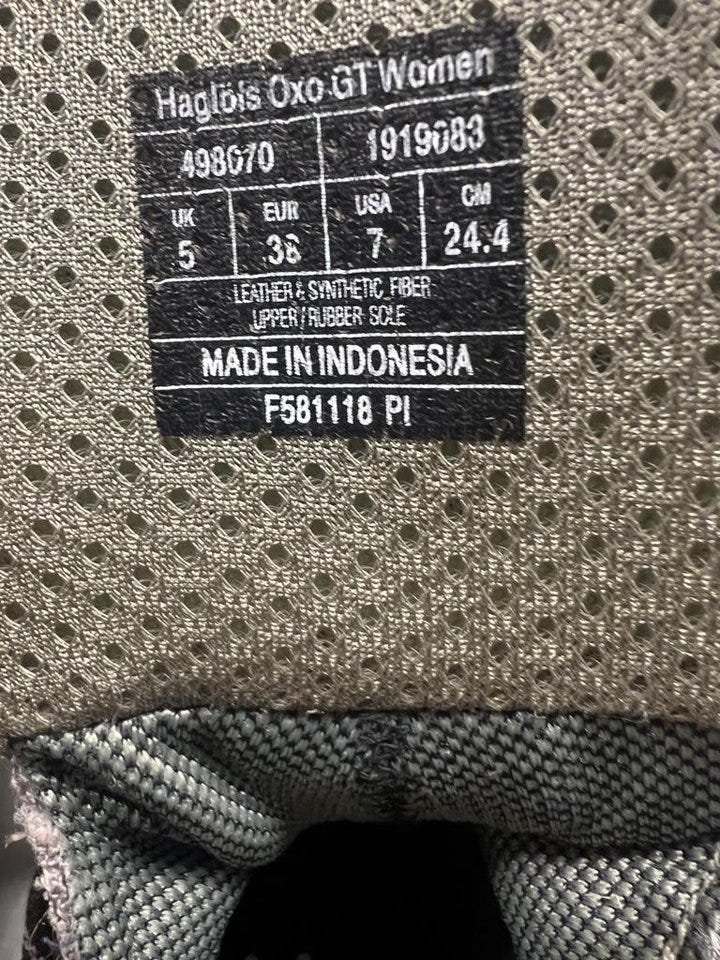 Haglöfs Oxo GT Women
498070 1919083
UK EUR USA CM
5 38 7 24.4
LEATHER & SYNTHETIC FIBER
UPPER/RUBBER SOLE
MADE IN INDONESIA
F581118 PI